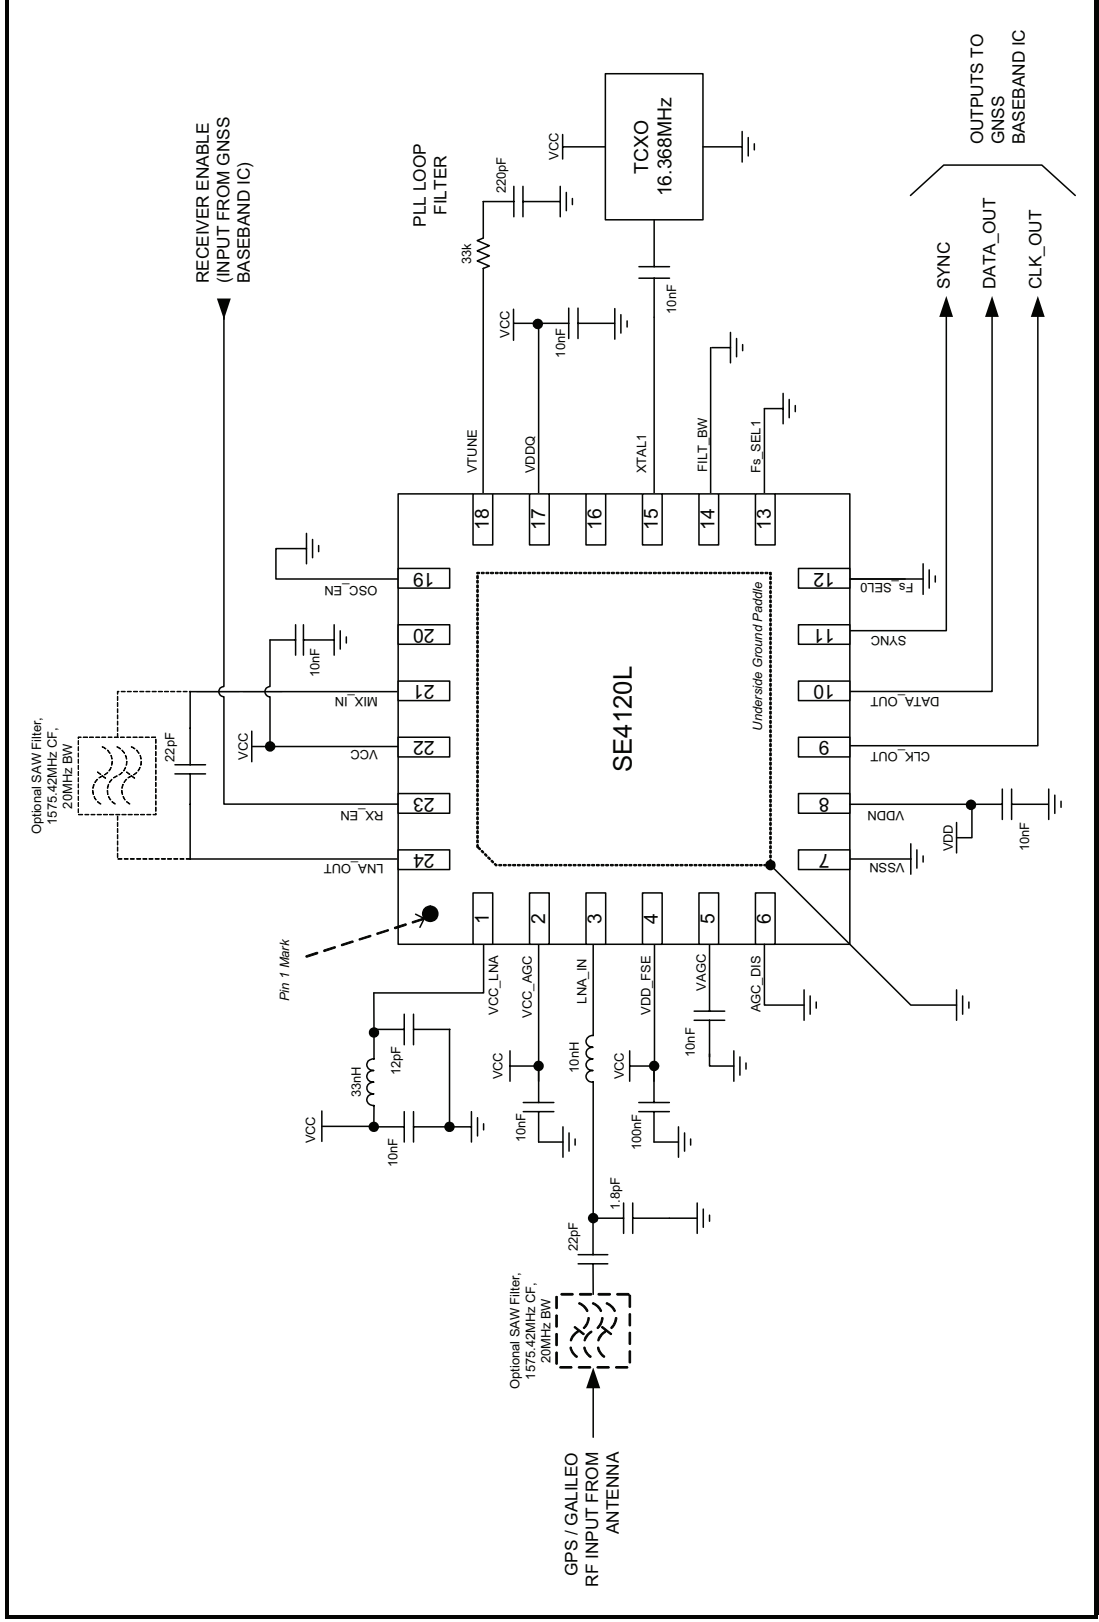 Optional SAW Filter,
1575.42MHz CF,
20MHz BW
22pF
RECEIVER ENABLE
(INPUT FROM GNSS
BASEBAND IC)
VCC
10nF
PLL LOOP
FILTER
33k
220pF
VCC
10nF
VCC
TCXO
16.368MHz
10nF
OUTPUTS TO
GNSS
BASEBAND IC
SYNC
DATA_OUT
CLK_OUT
Pin 1 Mark
24
LNA_OUT
23
RX_EN
22
VCC
21
MIX_IN
20
19
OSC_EN
18
VTUNE
17
VDDQ
16
15
XTAL1
14
FILT_BW
13
Fs_SEL1
SE4120L
Underside Ground Paddle
1
VCC_LNA
2
VCC_AGC
3
LNA_IN
4
VDD_FSE
5
VAGC
6
AGC_DIS
7
VSSN
8
VDDN
9
CLK_OUT
10
DATA_OUT
11
SYNC
12
Fs_SEL0
VDD
10nF
VCC
33nH
12pF
10nF
VCC
10nF
10nH
VCC
100nF
10nF
22pF
1.8pF
Optional SAW Filter,
1575.42MHz CF,
20MHz BW
GPS / GALILEO
RF INPUT FROM
ANTENNA